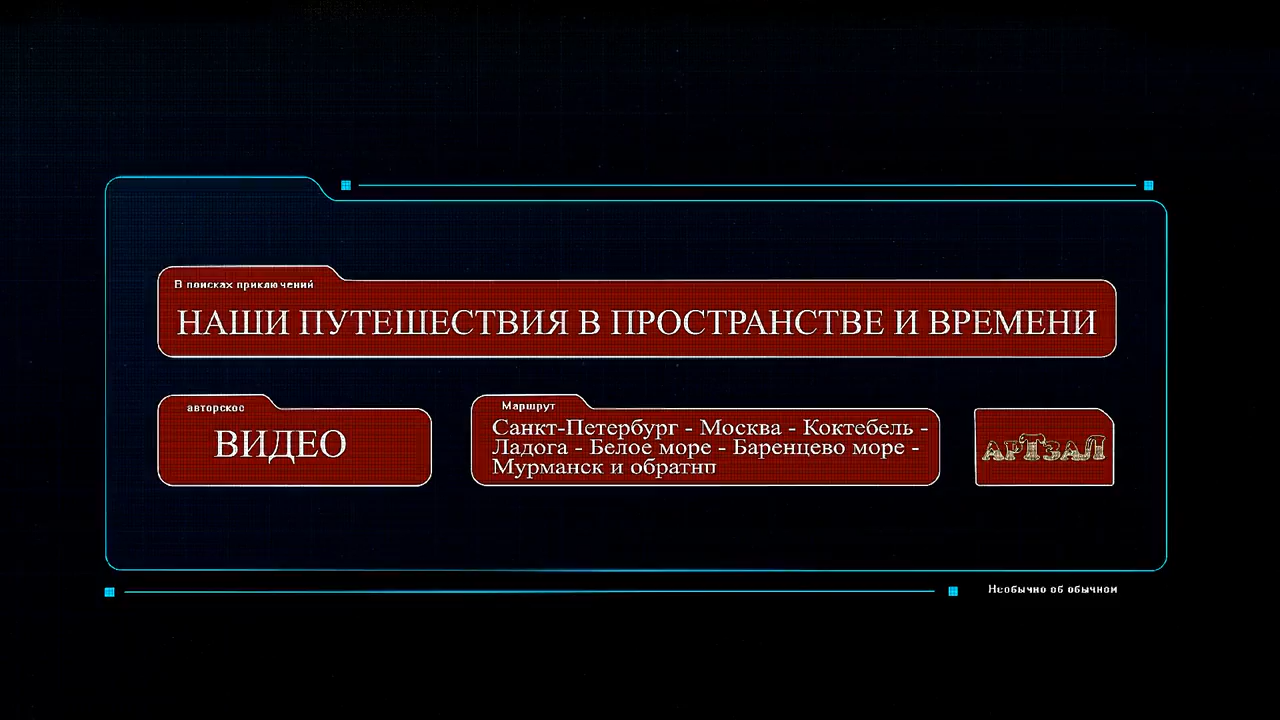 В поисках приключений
НАШИ ПУТЕШЕСТВИЯ В ПРОСТРАНСТВЕ И ВРЕМЕНИ
авторское
ВИДЕО
Маршрут
Санкт-Петербург - Москва - Коктебель -
Ладога - Белое море - Баренцево море -
Мурманск и обратнп
АРТЗАЛ
Необычно об обычном